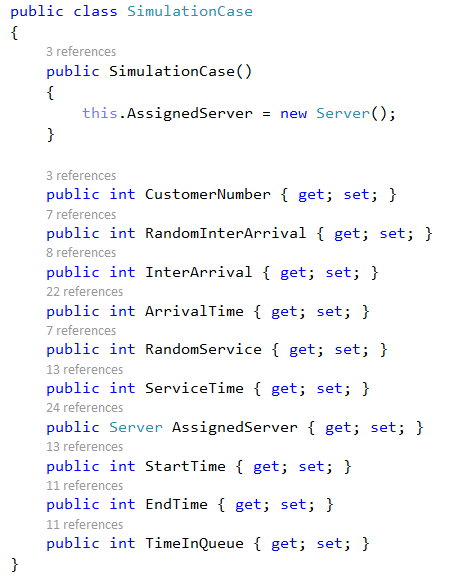 public class SimulationCase
{
3 references
public SimulationCase()
{
this.AssignedServer = new Server();
}
3 references
public int CustomerNumber { get; set; }
7 references
public int RandomInterArrival { get; set; }
8 references
public int InterArrival { get; set; }
22 references
public int ArrivalTime { get; set; }
7 references
public int RandomService { get; set; }
13 references
public int ServiceTime { get; set; }
24 references
public Server AssignedServer { get; set; }
13 references
public int StartTime { get; set; }
11 references
public int EndTime { get; set; }
11 references
public int TimeInQueue { get; set; }
}